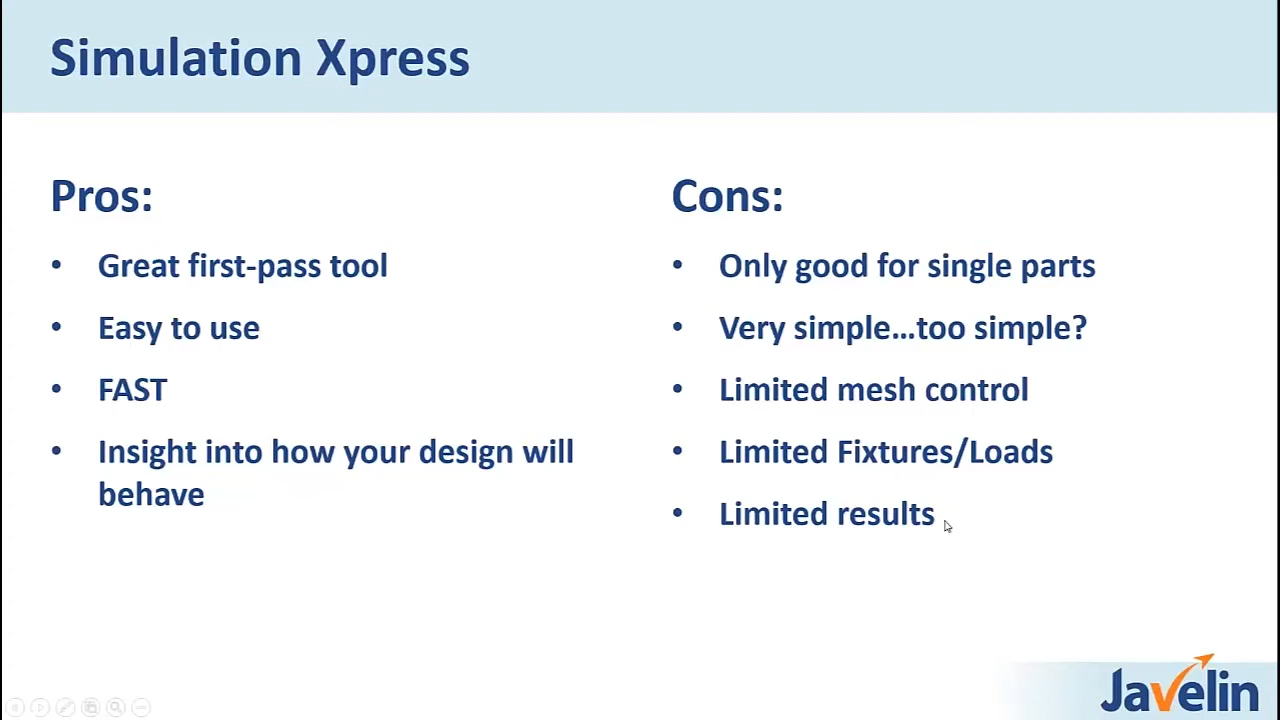 Simulation Xpress
Pros:
• Great first-pass tool
• Easy to use
• FAST
• Insight into how your design will
behave
Cons:
• Only good for single parts
• Very simple...too simple?
• Limited mesh control
• Limited Fixtures/Loads
• Limited results
Javelin